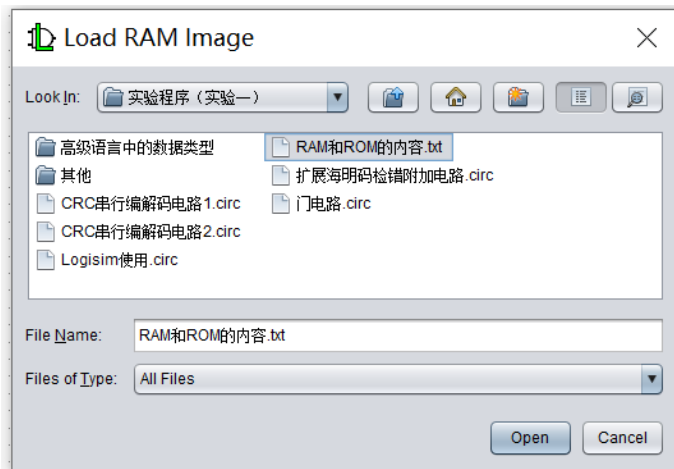 Load RAM Image
Look In: 实验程序（实验一）
高级语言中的数据类型
其他
CRC串行编解码电路1.circ
CRC串行编解码电路2.circ
Logisim使用.circ
RAM和ROM的内容.txt
扩展海明码检错附加电路.circ
门电路.circ
File Name: RAM和ROM的内容.txt
Files of Type: All Files
Open Cancel